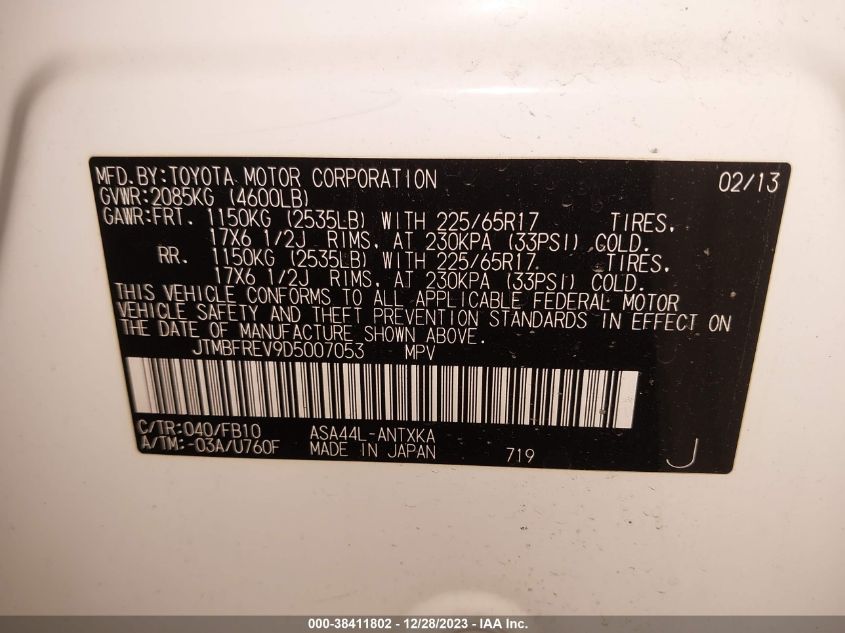 MFD.BY:TOYOTA MOTOR CORPORATION 02/13
GVWR:2085KG (4600LB)
GAWR:FRT. 1150KG (2535LB) WITH 225/65R17 TIRES.
17X6 1/2J RIMS. AT 230KPA (33PSI) COLD.
RR. 1150KG (2535LB) WITH 225/65R17. TIRES.
17X6 1/2J RIMS. AT 230KPA (33PSI) COLD.
THIS VEHICLE CONFORMS TO ALL APPLICABLE FEDERAL MOTOR
VEHICLE SAFETY AND THEFT PREVENTION STANDARDS IN EFFECT ON
THE DATE OF MANUFACTURE SHOWN ABOVE.
JTMBFREV9D5007053 MPV
C/TR:040/FB10 ASA44L-ANTXKA
A/TM:-03A/U760F MADE IN JAPAN 719 J
000-38411802 - 12/28/2023 - IAA Inc.